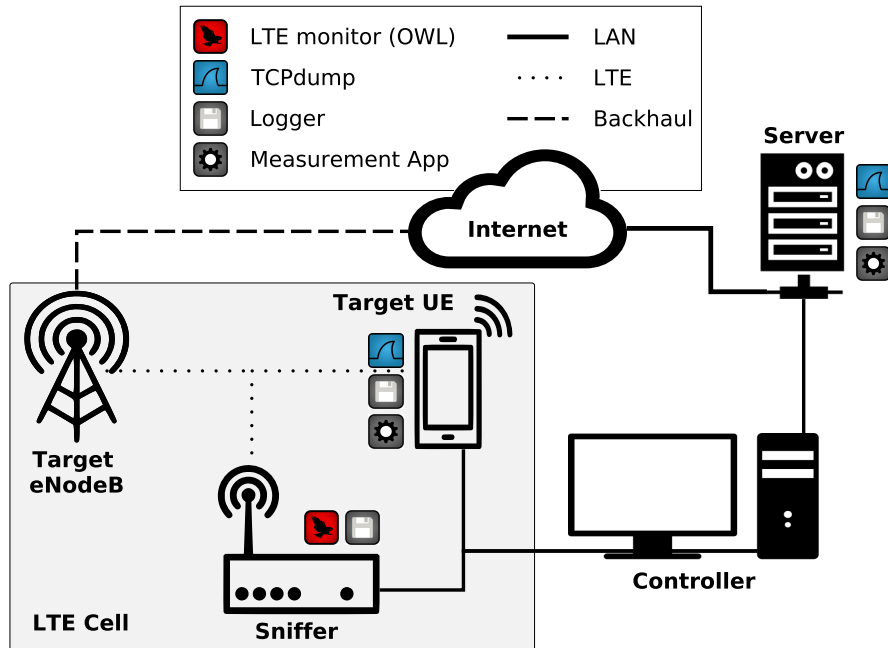 LTE monitor (OWL)
LAN
TCPdump
LTE
Logger
Backhaul
Measurement App
Server
Internet
Target UE
Target
eNodeB
Controller
LTE Cell
Sniffer